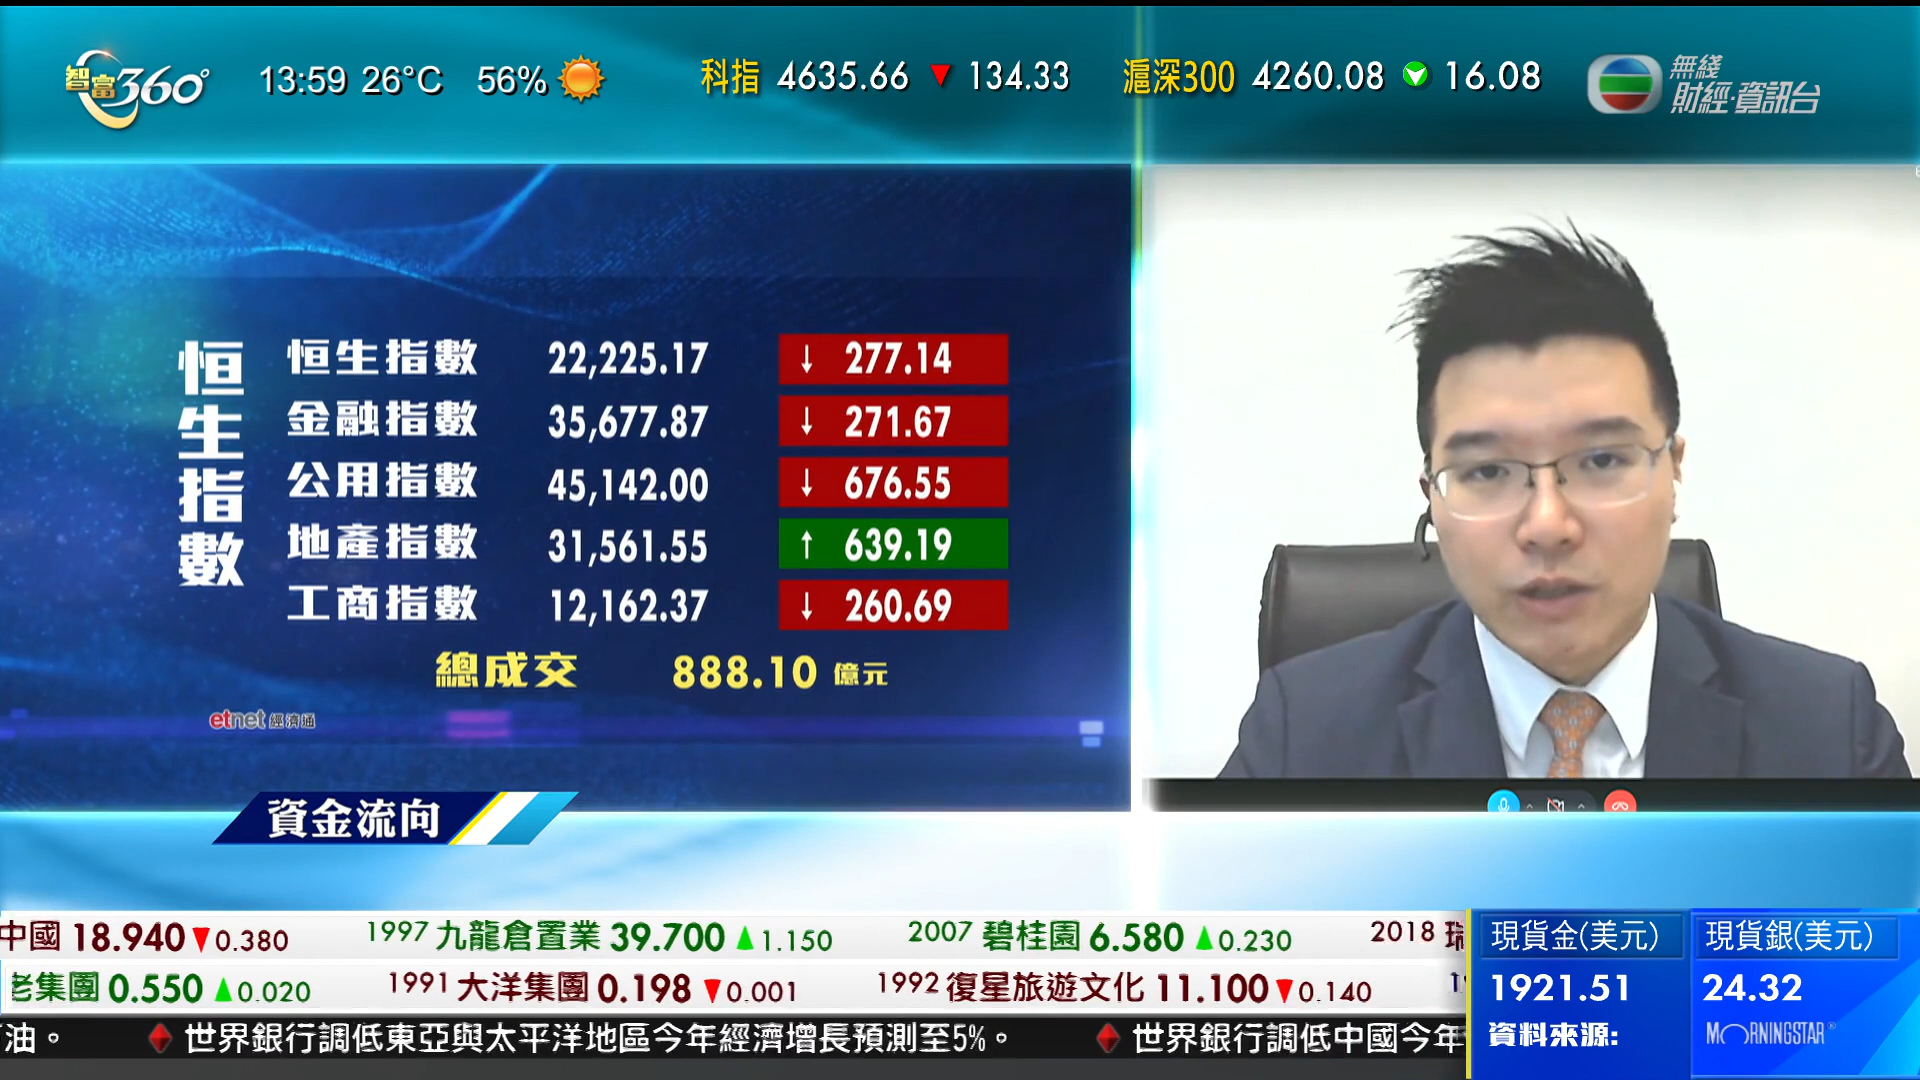 智富360°
13:59 26°C 56%
科指 4635.66 ▼ 134.33
滬深300 4260.08 16.08
無綫
財經·資訊台
恒生指數
恒生指數 22,225.17 ↓ 277.14
金融指數 35,677.87 ↓ 271.67
公用指數 45,142.00 ↓ 676.55
地產指數 31,561.55 ↑ 639.19
工商指數 12,162.37 ↓ 260.69
總成交 888.10 億元
etnet 經濟通
資金流向
中國 18.940 ▼ 0.380 1997 九龍倉置業 39.700 ▲ 1.150 2007 碧桂園 6.580 ▲ 0.230 2018 瑞
老集團 0.550 ▲ 0.020 1991 大洋集團 0.198 ▼ 0.001 1992 復星旅遊文化 11.100 ▼ 0.140
油。 世界銀行調低東亞與太平洋地區今年經濟增長預測至5%。 世界銀行調低中國今年
現貨金(美元)
1921.51
資料來源:
現貨銀(美元)
24.32
MORNINGSTAR®